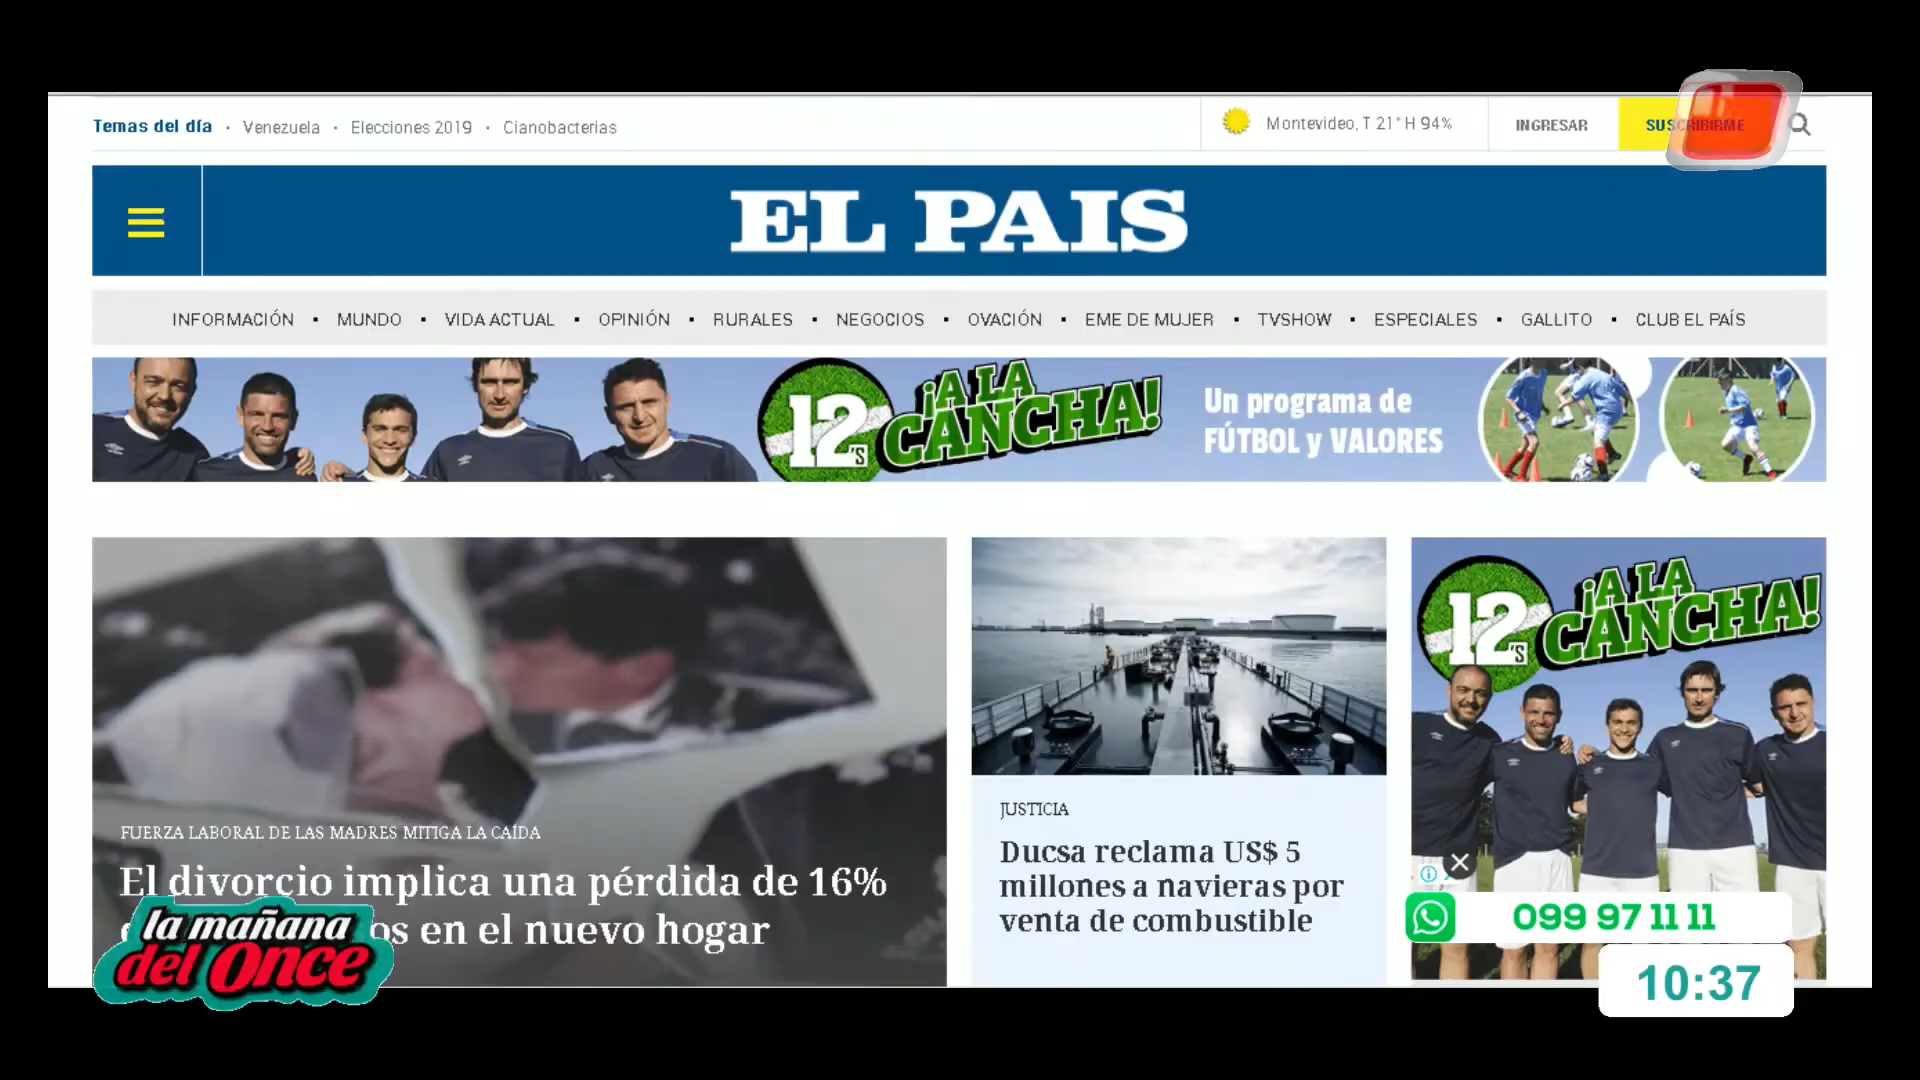 Temas del día · Venezuela · Elecciones 2019 · Cianobacterias
Montevideo, T 21° H 94%
INGRESAR
SUSCRIBIRME
EL PAIS
INFORMACIÓN · MUNDO · VIDA ACTUAL · OPINIÓN · RURALES · NEGOCIOS · OVACIÓN · EME DE MUJER · TVSHOW · ESPECIALES · GALLITO · CLUB EL PAÍS
12's ¡A LA CANCHA!
Un programa de
FÚTBOL y VALORES
FUERZA LABORAL DE LAS MADRES MITIGA LA CAÍDA
El divorcio implica una pérdida de 16%
en el nuevo hogar
JUSTICIA
Ducsa reclama US$ 5
millones a navieras por
venta de combustible
12's ¡A LA CANCHA!
la mañana
del Once
099 97 11 11
10:37